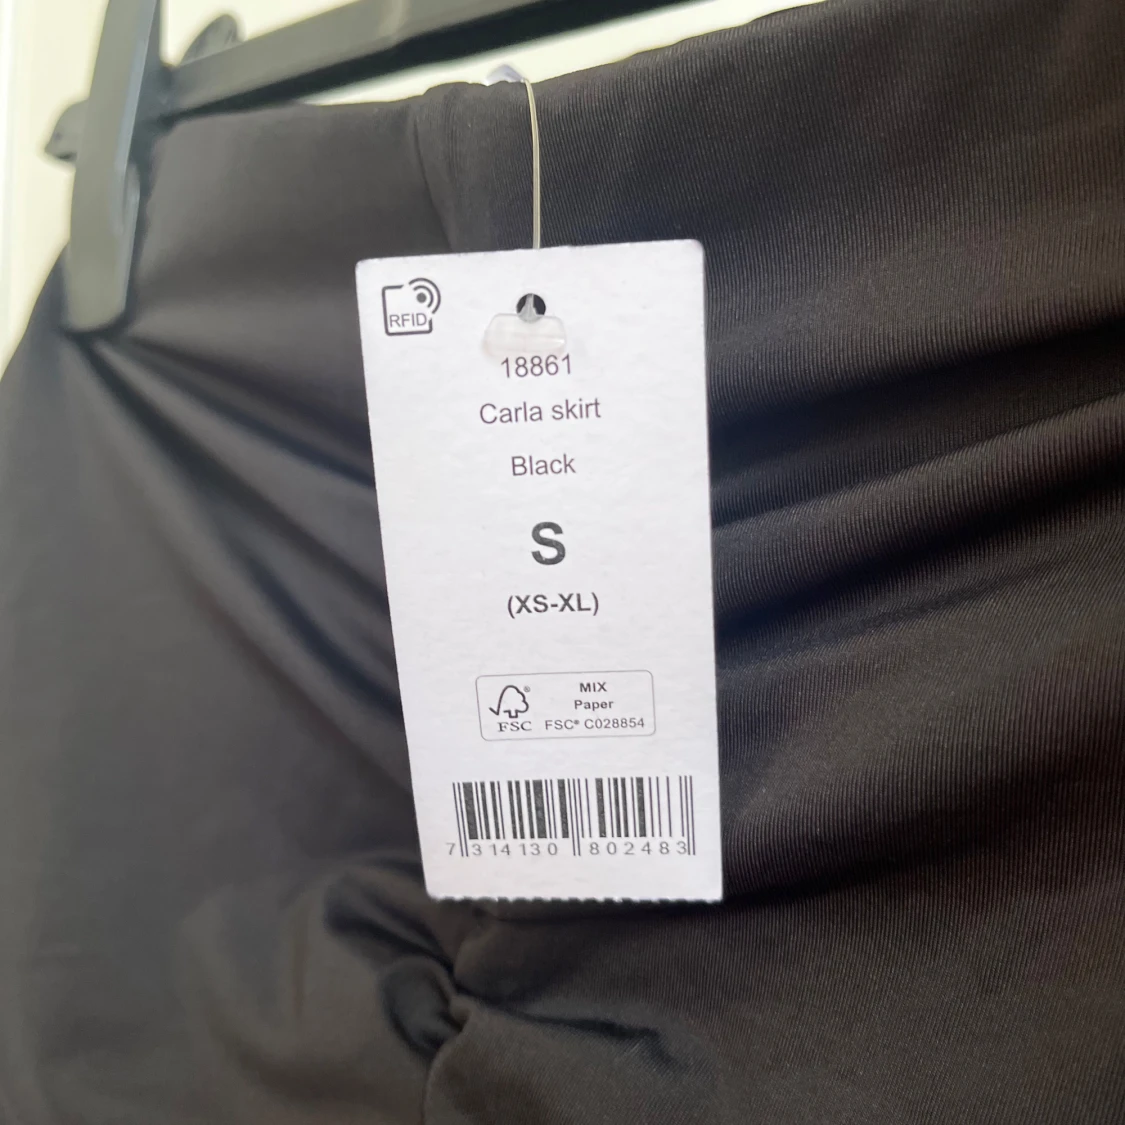 RFID
18861
Carla skirt
Black
S
(XS-XL)
MIX
Paper
FSC® C028854
FSC
7 314130 802483